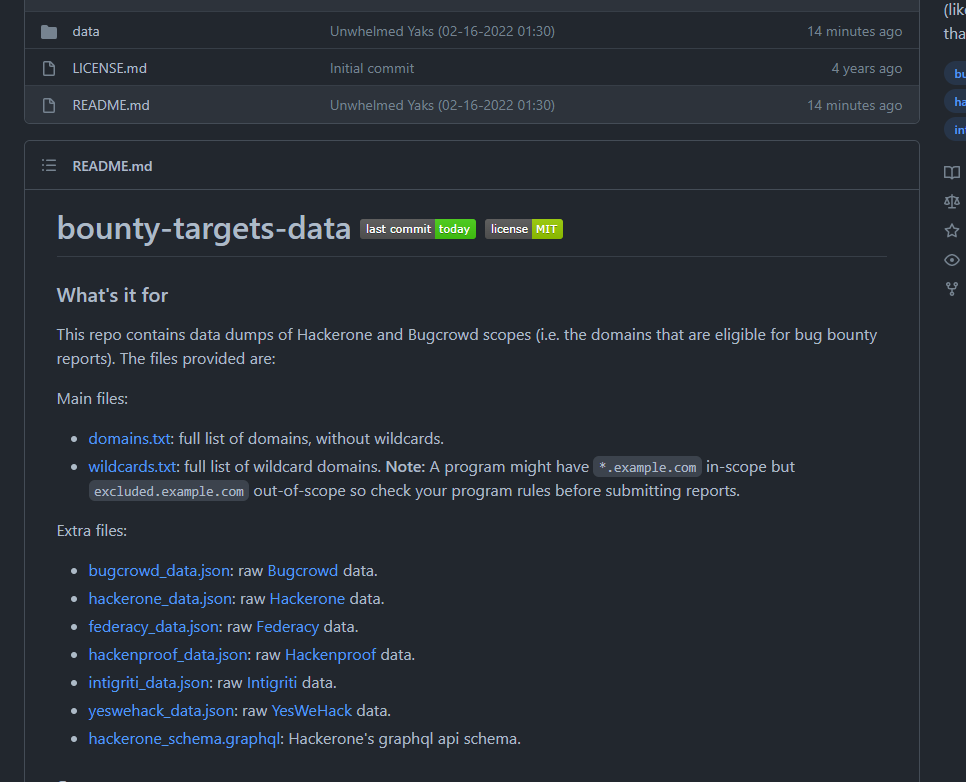 (lik
tha
data Unwhelmed Yaks (02-16-2022 01:30) 14 minutes ago
LICENSE.md Initial commit 4 years ago
README.md Unwhelmed Yaks (02-16-2022 01:30) 14 minutes ago
bu
ha
in
README.md
bounty-targets-data last commit today license MIT
What's it for
This repo contains data dumps of Hackerone and Bugcrowd scopes (i.e. the domains that are eligible for bug bounty
reports). The files provided are:
Main files:
• domains.txt: full list of domains, without wildcards.
• wildcards.txt: full list of wildcard domains. Note: A program might have *.example.com in-scope but
excluded.example.com out-of-scope so check your program rules before submitting reports.
Extra files:
• bugcrowd_data.json: raw Bugcrowd data.
• hackerone_data.json: raw Hackerone data.
• federacy_data.json: raw Federacy data.
• hackenproof_data.json: raw Hackenproof data.
• intigriti_data.json: raw Intigriti data.
• yeswehack_data.json: raw YesWeHack data.
• hackerone_schema.graphql: Hackerone's graphql api schema.